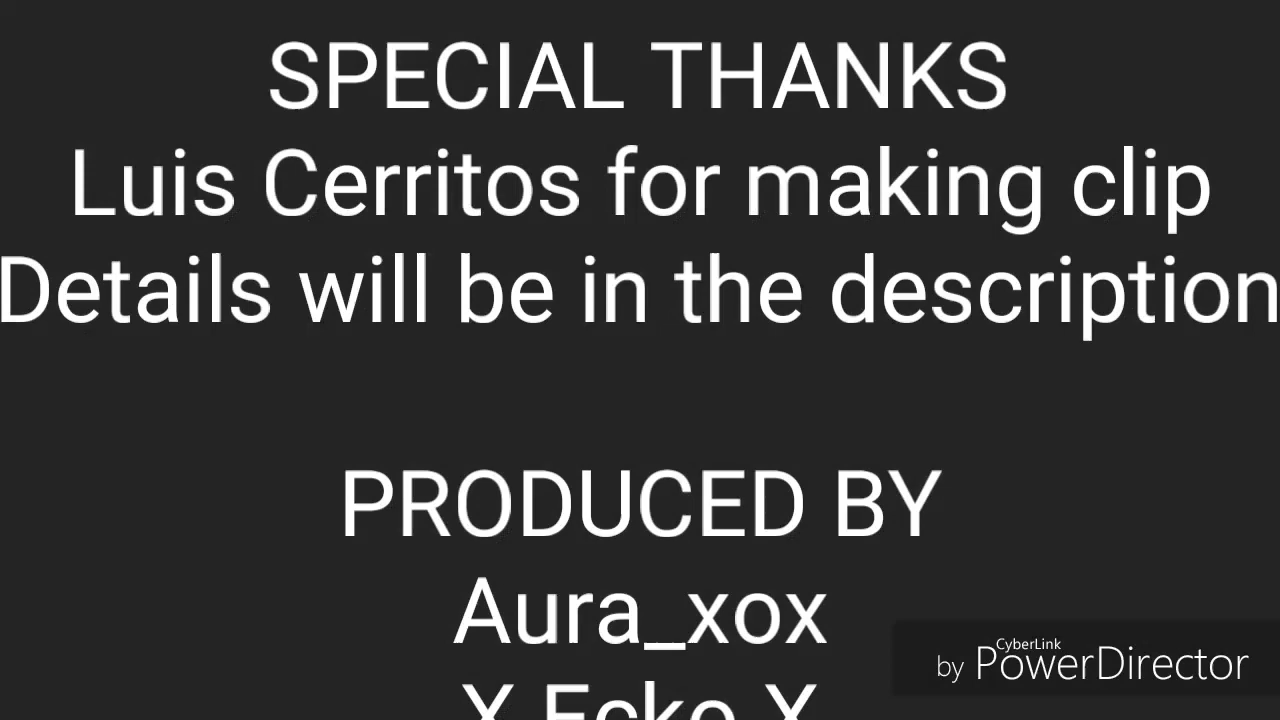 SPECIAL THANKS
Luis Cerritos for making clip
Details will be in the description
PRODUCED BY
Aura_xox
X Ecko X
by CyberLink PowerDirector